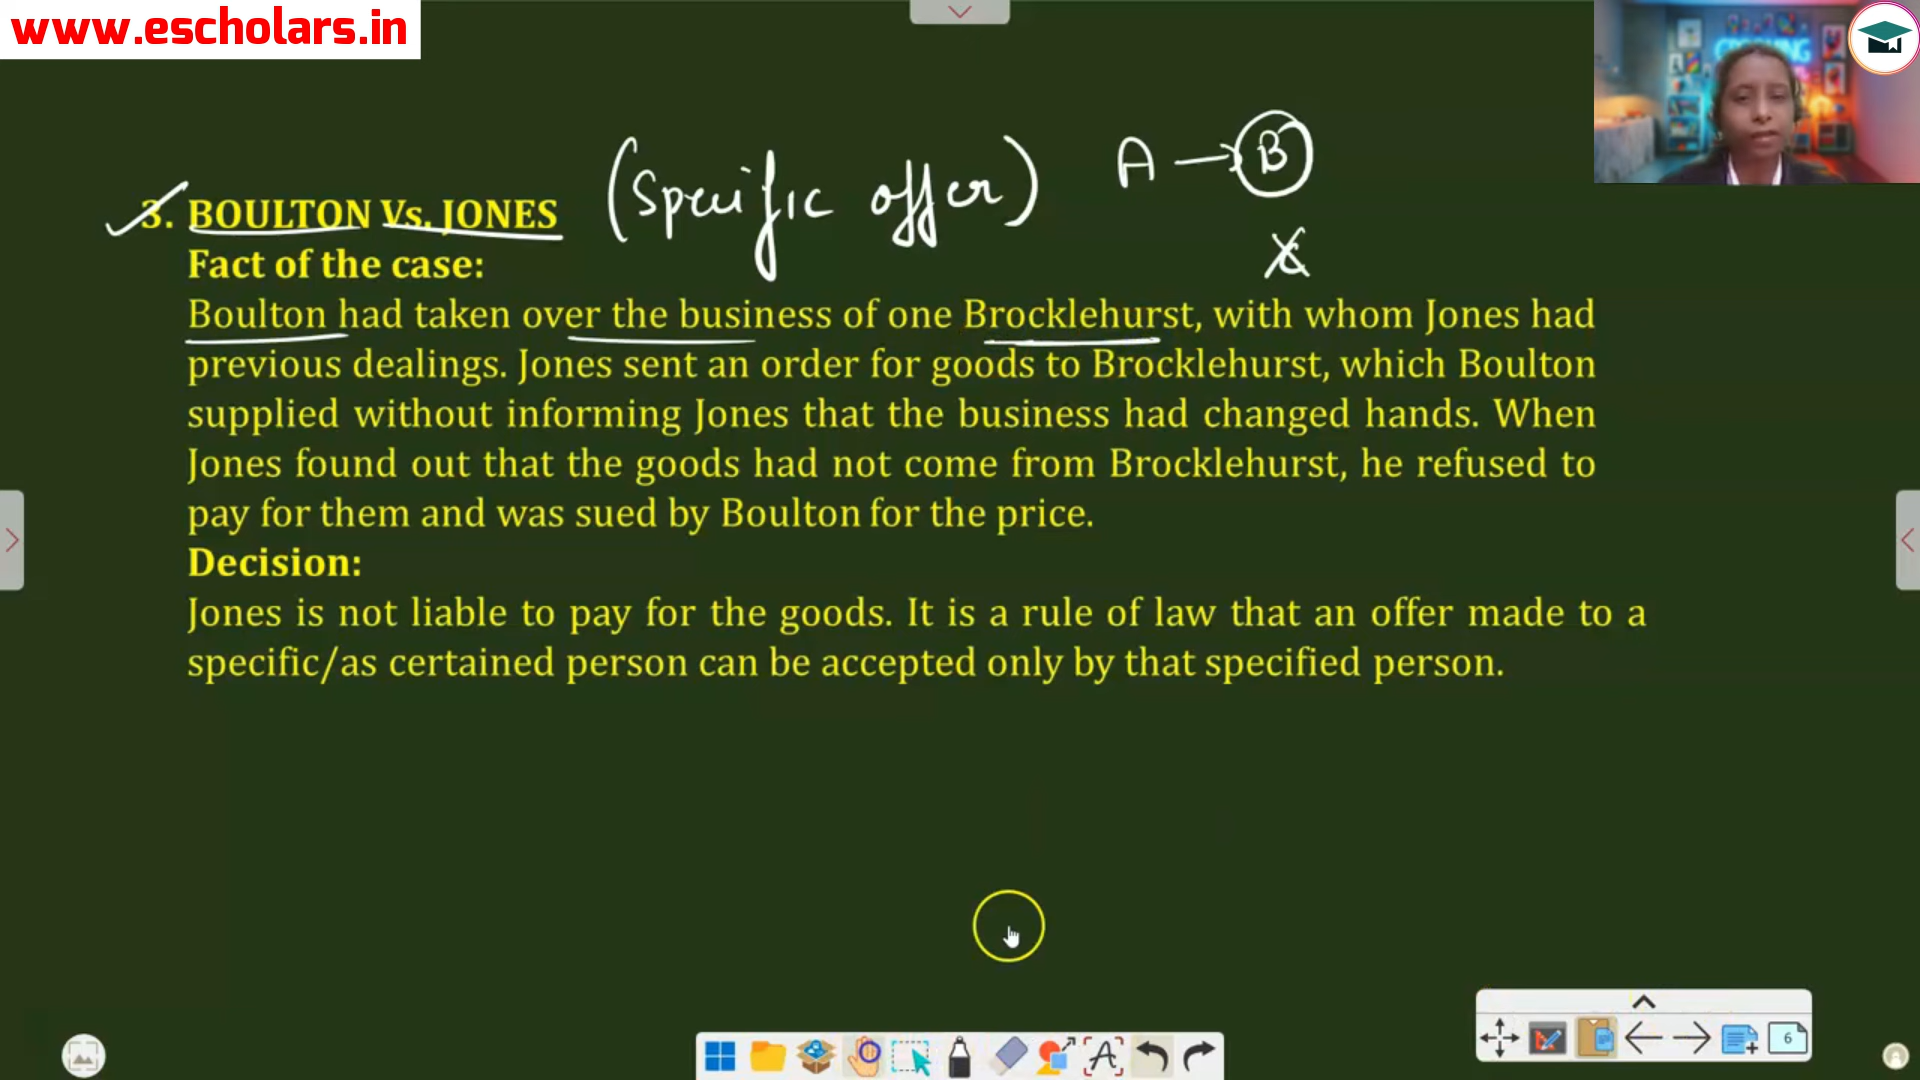 www.escholars.in
(Specific offer) A → B
3. BOULTON Vs. JONES
C
Fact of the case:
Boulton had taken over the business of one Brocklehurst, with whom Jones had
previous dealings. Jones sent an order for goods to Brocklehurst, which Boulton
supplied without informing Jones that the business had changed hands. When
Jones found out that the goods had not come from Brocklehurst, he refused to
pay for them and was sued by Boulton for the price.
Decision:
Jones is not liable to pay for the goods. It is a rule of law that an offer made to a
specific/as certained person can be accepted only by that specified person.
6